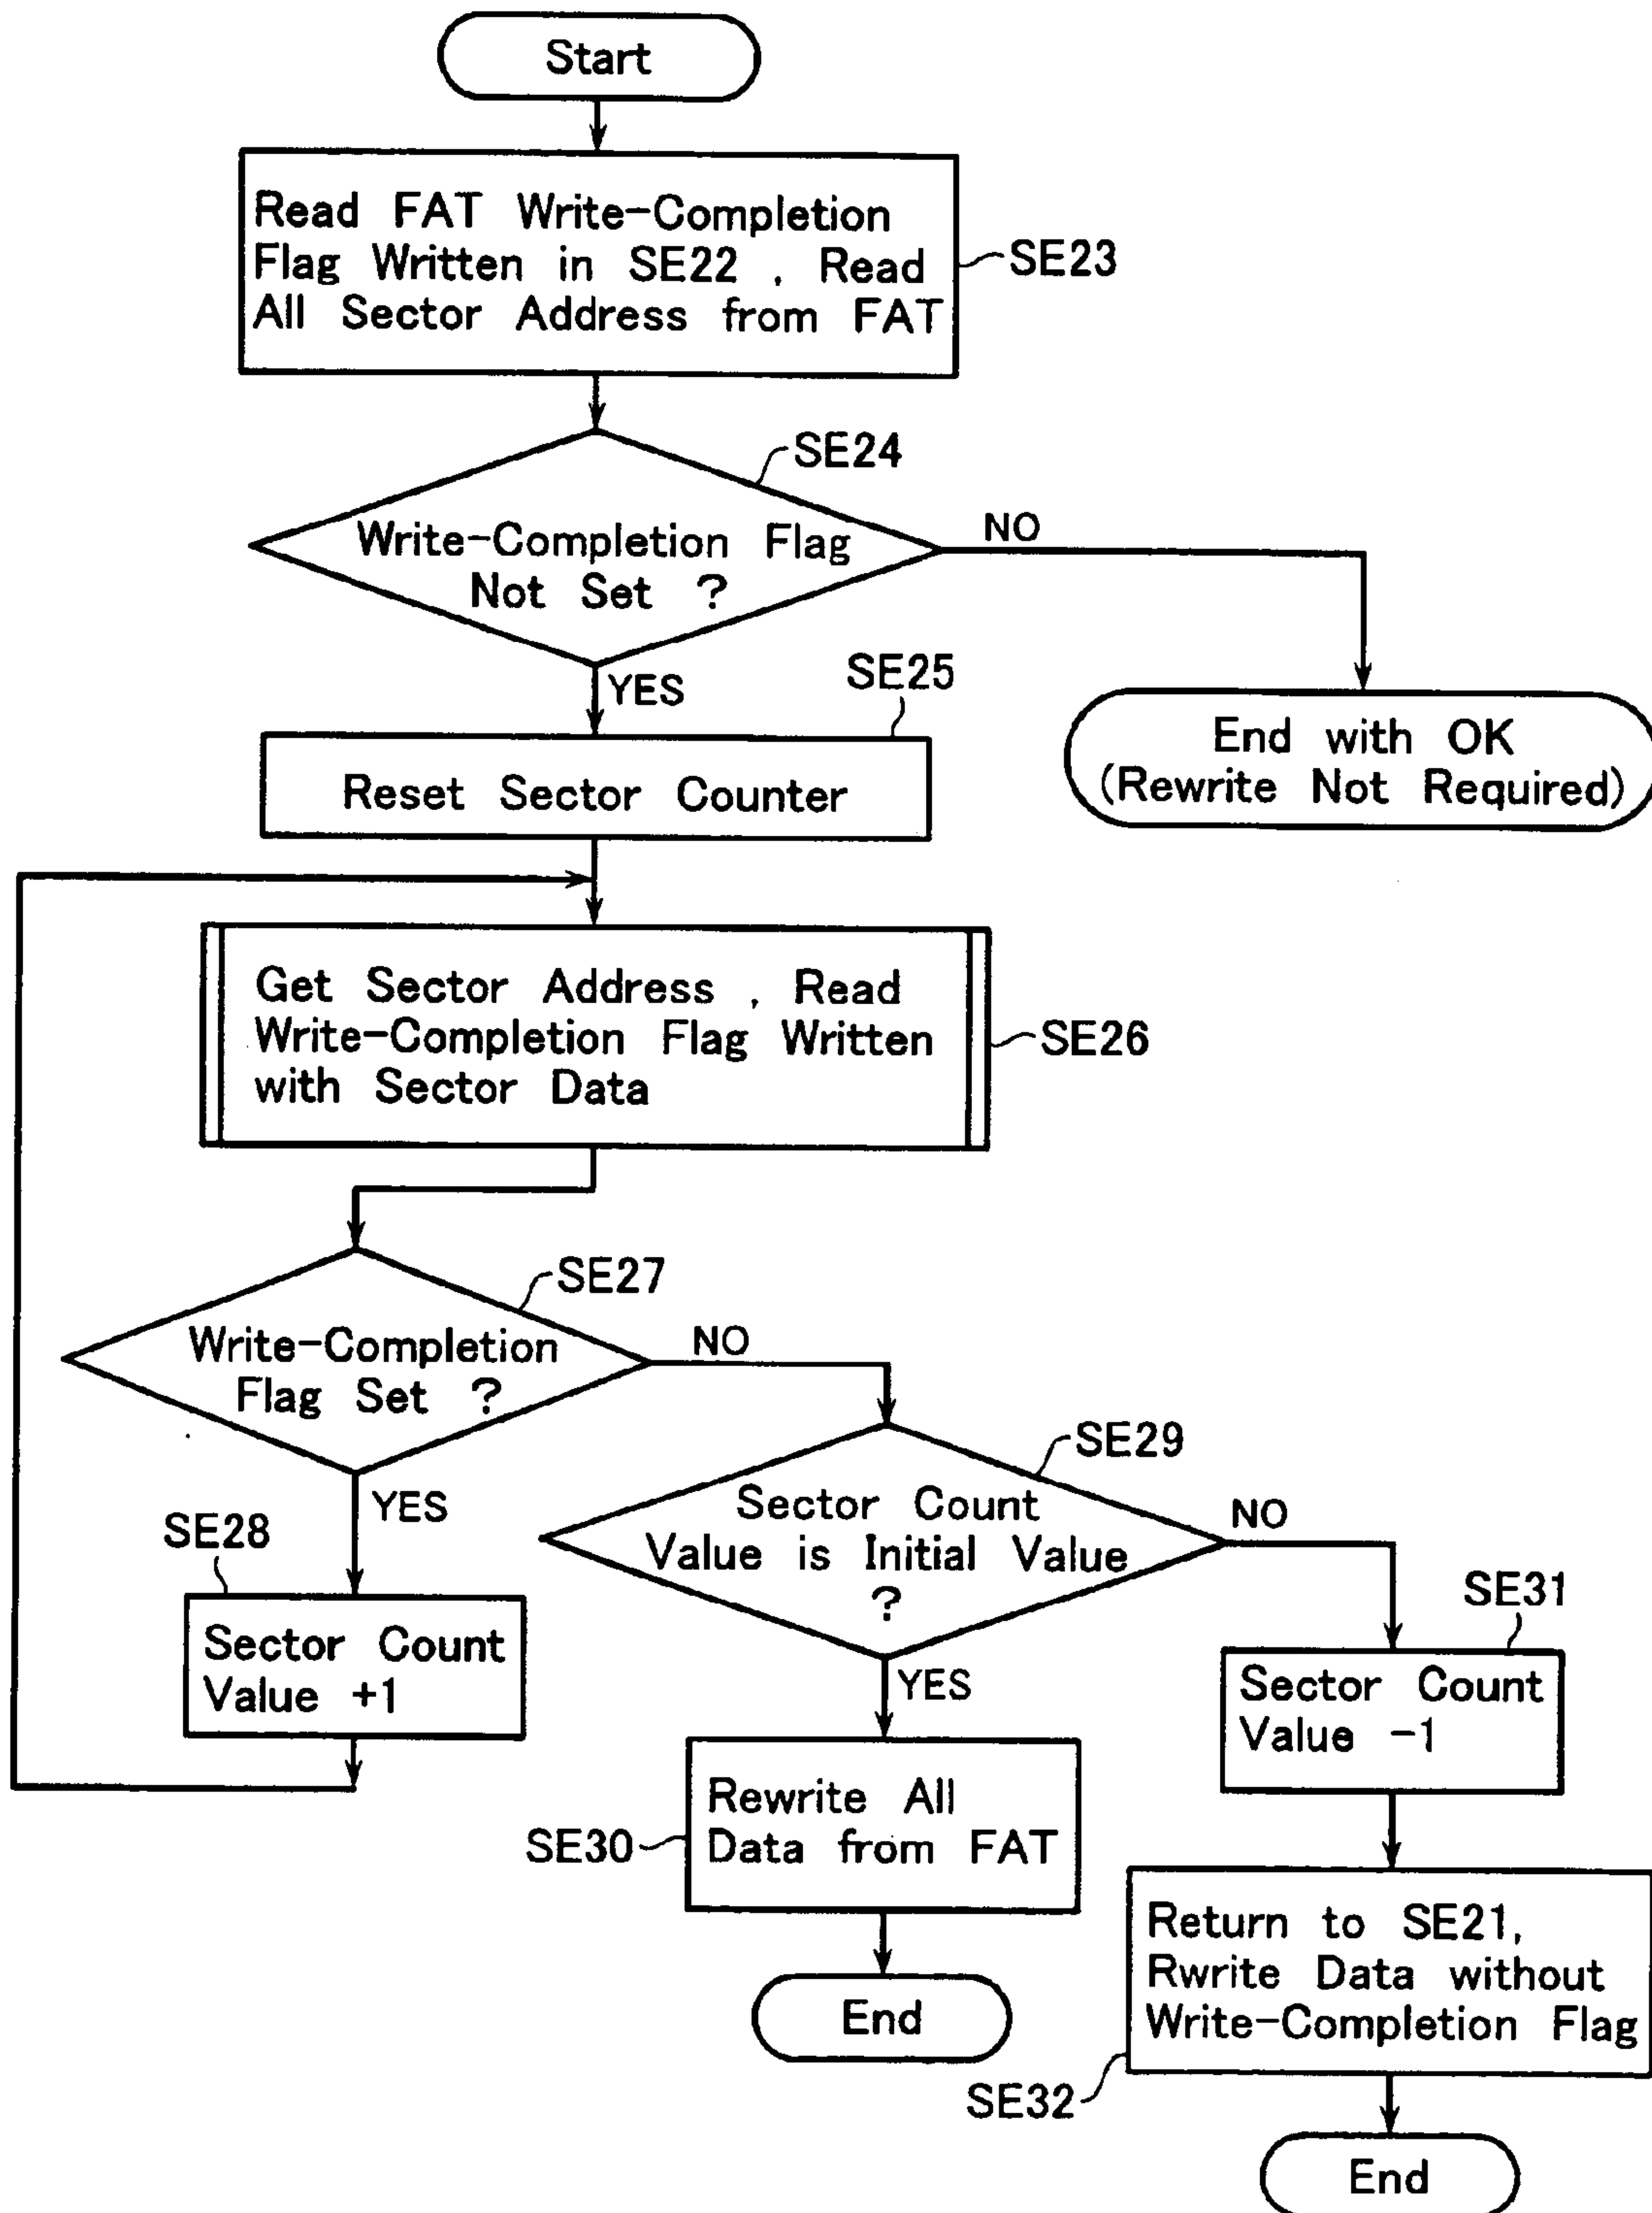 Start
Read FAT Write-Completion
Flag Written in SE22 , Read
All Sector Address from FAT
SE23
SE24
Write-Completion Flag
Not Set ?
NO
YES
SE25
Reset Sector Counter
End with OK
(Rewrite Not Required)
Get Sector Address , Read
Write-Completion Flag Written
with Sector Data
SE26
SE27
Write-Completion
Flag Set ?
NO
YES
SE28
Sector Count
Value +1
SE29
Sector Count
Value is Initial Value
?
NO
YES
SE31
Sector Count
Value -1
Rewrite All
Data from FAT
SE30
End
Return to SE21,
Rwrite Data without
Write-Completion Flag
SE32
End